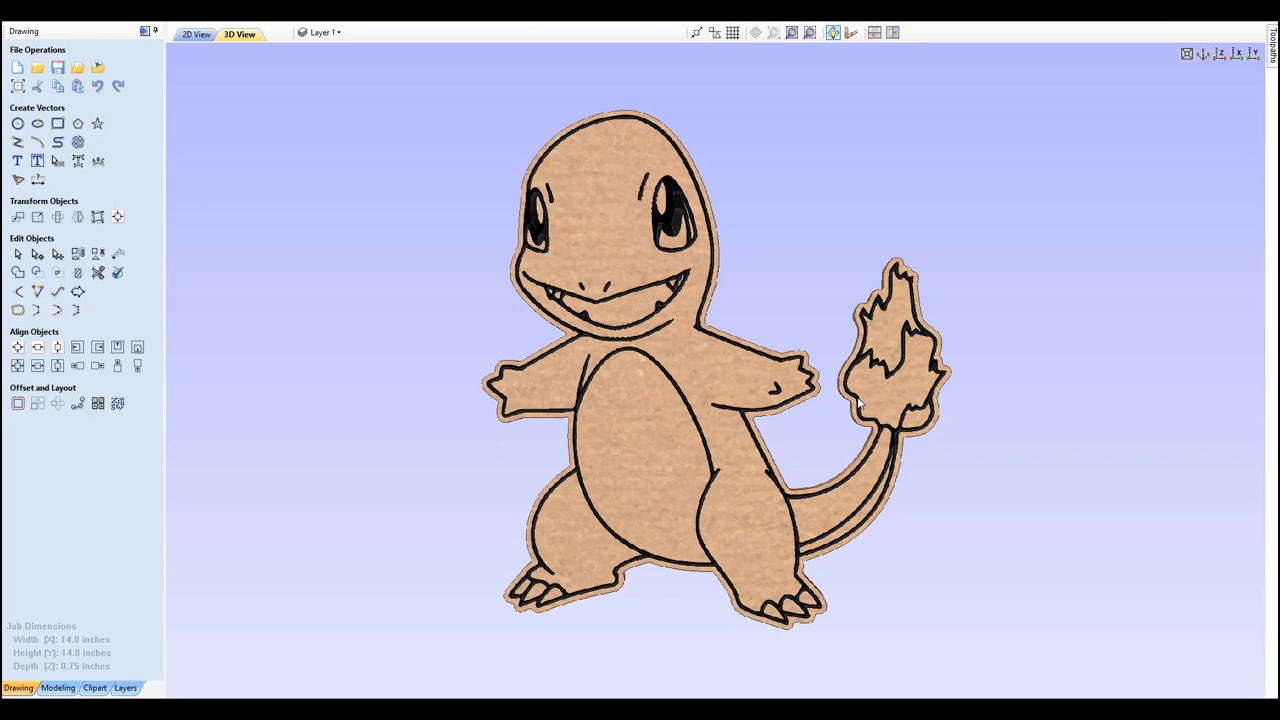 Drawing
2D View 3D View Layer 1
File Operations
Create Vectors
Transform Objects
Edit Objects
Align Objects
Offset and Layout
Job Dimensions
Width [X]: 14.0 inches
Height [Y]: 14.0 inches
Depth [Z]: 0.75 inches
Drawing Modeling Clipart Layers
Toolpaths